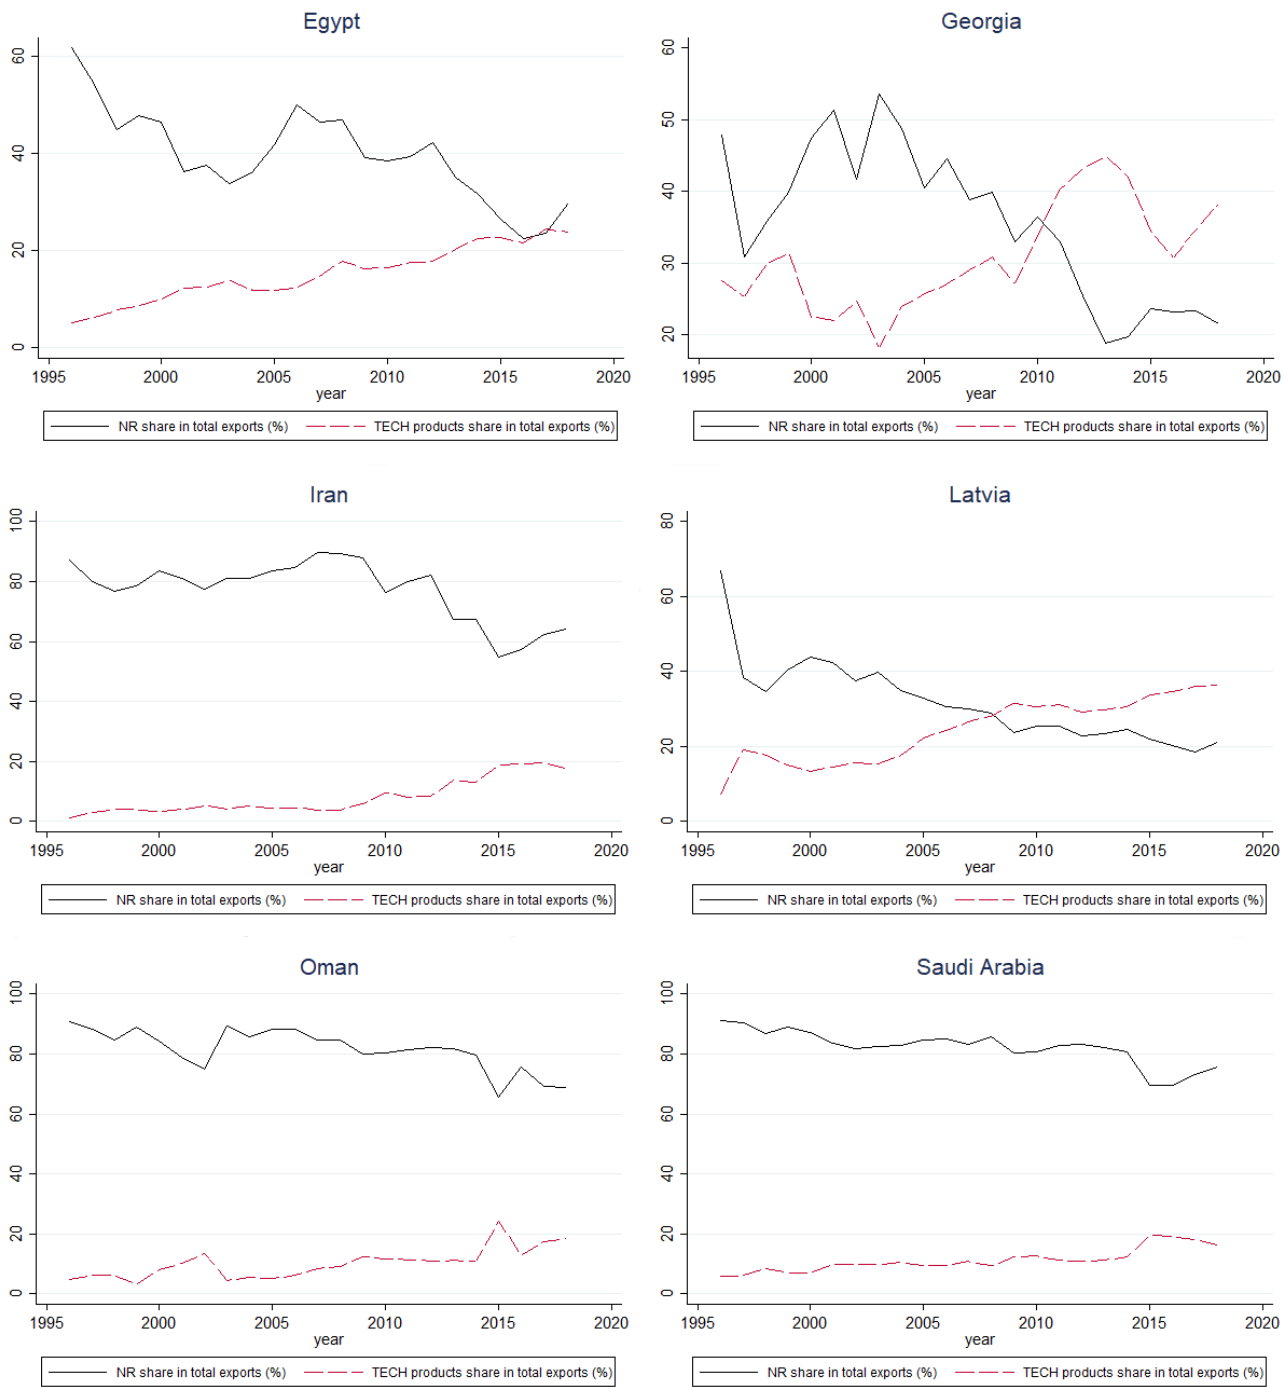 Egypt
60
40
20
0
1995 2000 2005 2010 2015 2020
year
NR share in total exports (%) TECH products share in total exports (%)
Georgia
60
50
40
30
20
1995 2000 2005 2010 2015 2020
year
NR share in total exports (%) TECH products share in total exports (%)
Iran
100
80
60
40
20
0
1995 2000 2005 2010 2015 2020
year
NR share in total exports (%) TECH products share in total exports (%)
Latvia
80
60
40
20
0
1995 2000 2005 2010 2015 2020
year
NR share in total exports (%) TECH products share in total exports (%)
Oman
100
80
60
40
20
0
1995 2000 2005 2010 2015 2020
year
NR share in total exports (%) TECH products share in total exports (%)
Saudi Arabia
100
80
60
40
20
0
1995 2000 2005 2010 2015 2020
year
NR share in total exports (%) TECH products share in total exports (%)